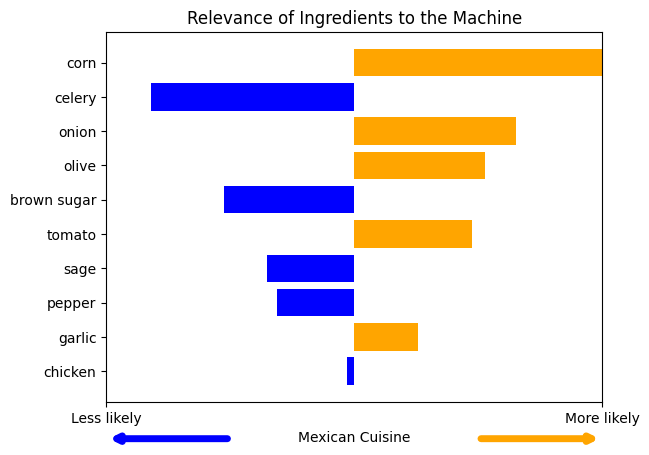 Relevance of Ingredients to the Machine
corn
celery
onion
olive
brown sugar
tomato
sage
pepper
garlic
chicken
Less likely
More likely
Mexican Cuisine